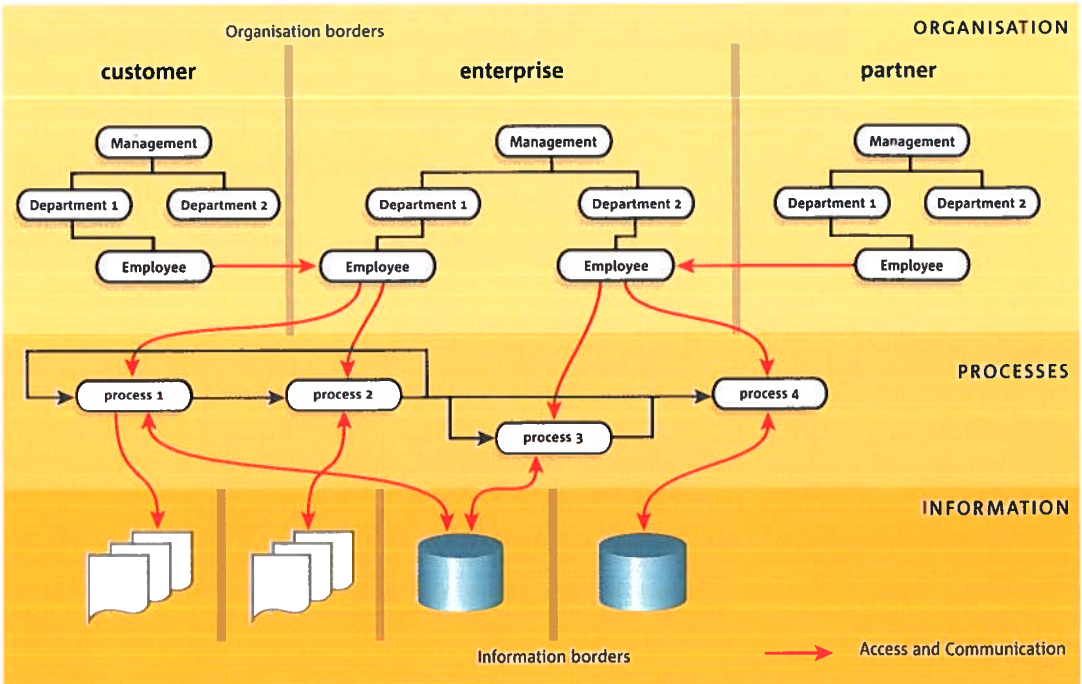 ORGANISATION
Organisation borders
customer
enterprise
partner
Management
Management
Management
Department 1
Department 2
Department 1
Department 2
Department 1
Department 2
Employee
Employee
Employee
Employee
PROCESSES
process 1
process 2
process 4
process 3
INFORMATION
Information borders
Access and Communication